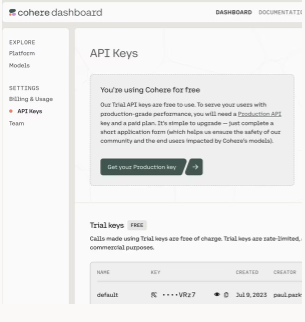 cohere dashboard
DASHBOARD DOCUMENTATIO
EXPLORE
Platform
Models
SETTINGS
Billing & Usage
API Keys
Team
API Keys
You're using Cohere for free
Our Trial API keys are free to use. To serve your users with
production-grade performance, you will need a Production API
key and a paid plan. It's simple to upgrade — just complete a
short application form (which helps us ensure the safety of our
community and the end users impacted by Cohere's models).
Get your Production key →
Trial keys FREE
Calls made using Trial keys are free of charge. Trial keys are rate-limited,
commercial purposes.
NAME KEY CREATED CREATOR
default ····VRz7 Jul 9, 2023 paul.park